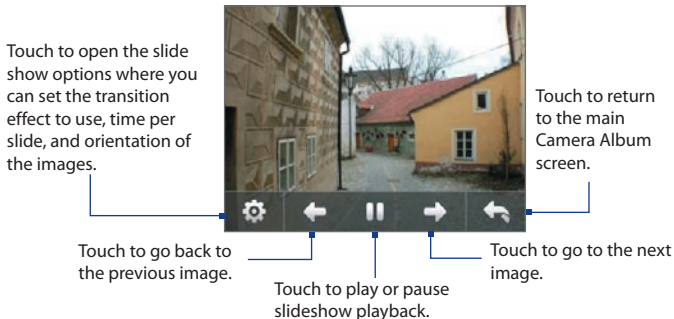 Touch to open the slide
show options where you
can set the transition
effect to use, time per
slide, and orientation of
the images.
Touch to return
to the main
Camera Album
screen.
Touch to go back to
the previous image.
Touch to play or pause
slideshow playback.
Touch to go to the next
image.